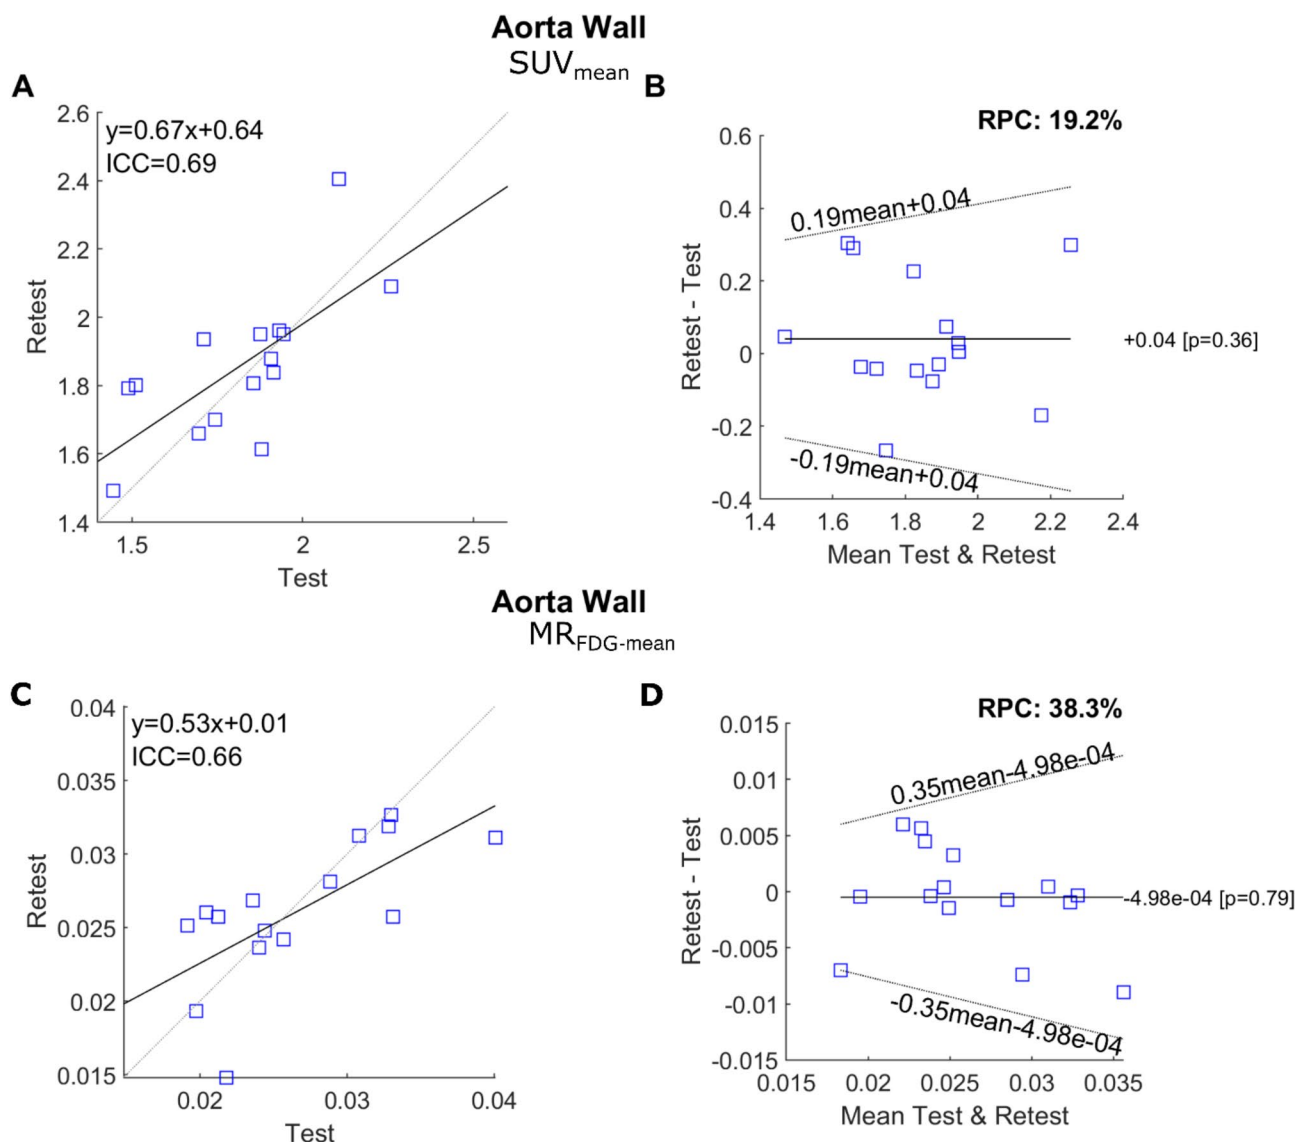 Aorta Wall
SUVmean
A
2.6
2.4
2.2
2
1.8
1.6
1.4
Retest
y=0.67x+0.64
ICC=0.69
1.5
2
2.5
Test
B
RPC: 19.2%
0.6
0.4
0.2
0
-0.2
-0.4
Retest - Test
0.19mean+0.04
+0.04 [p=0.36]
-0.19mean+0.04
1.4
1.6
1.8
2
2.2
2.4
Mean Test & Retest
Aorta Wall
MRFDG-mean
C
0.04
0.035
0.03
0.025
0.02
0.015
Retest
y=0.53x+0.01
ICC=0.66
0.02
0.03
0.04
Test
D
RPC: 38.3%
0.015
0.01
0.005
0
-0.005
-0.01
-0.015
Retest - Test
0.35mean-4.98e-04
-4.98e-04 [p=0.79]
-0.35mean-4.98e-04
0.015
0.02
0.025
0.03
0.035
Mean Test & Retest